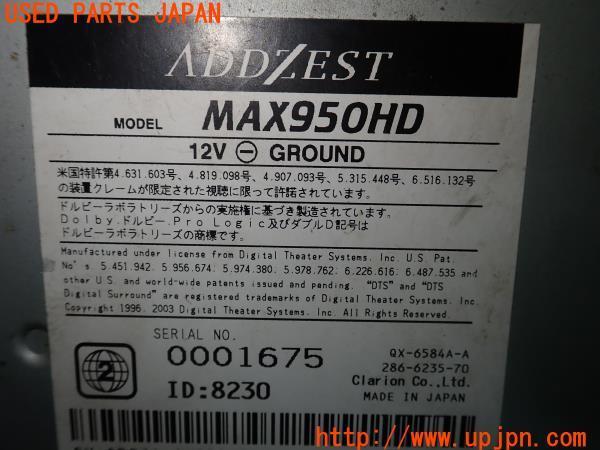 USED PARTS JAPAN
ADDZEST
MODEL MAX950HD
12V ⊖ GROUND
米国特許第4.631.603号、4.819.098号、4.907.093号、5.315.448号、6.516.132号
の装置クレームが限定された視聴に限って許諾されています。
ドルビーラボラトリーズからの実施権に基づき製造されています。
Dolby、ドルビー、Pro Logic及びダブルD記号は
ドルビーラボラトリーズの商標です。
Manufactured under license from Digital Theater Systems, Inc. U.S. Pat.
No's 5.451.942, 5.956.674, 5.974.380, 5.978.762, 6.226.616, 6.487.535 and
other U.S. and world-wide patents issued and pending. "DTS" and "DTS
Digital Surround" are registered trademarks of Digital Theater Systems, Inc.
Copyright 1996, 2003 Digital Theater Systems, Inc. All Rights Reserved.
SERIAL NO.
0001675
QX-6584A-A
286-6235-70
2
ID:8230
Clarion Co.,Ltd.
MADE IN JAPAN
http://www.upjpn.com